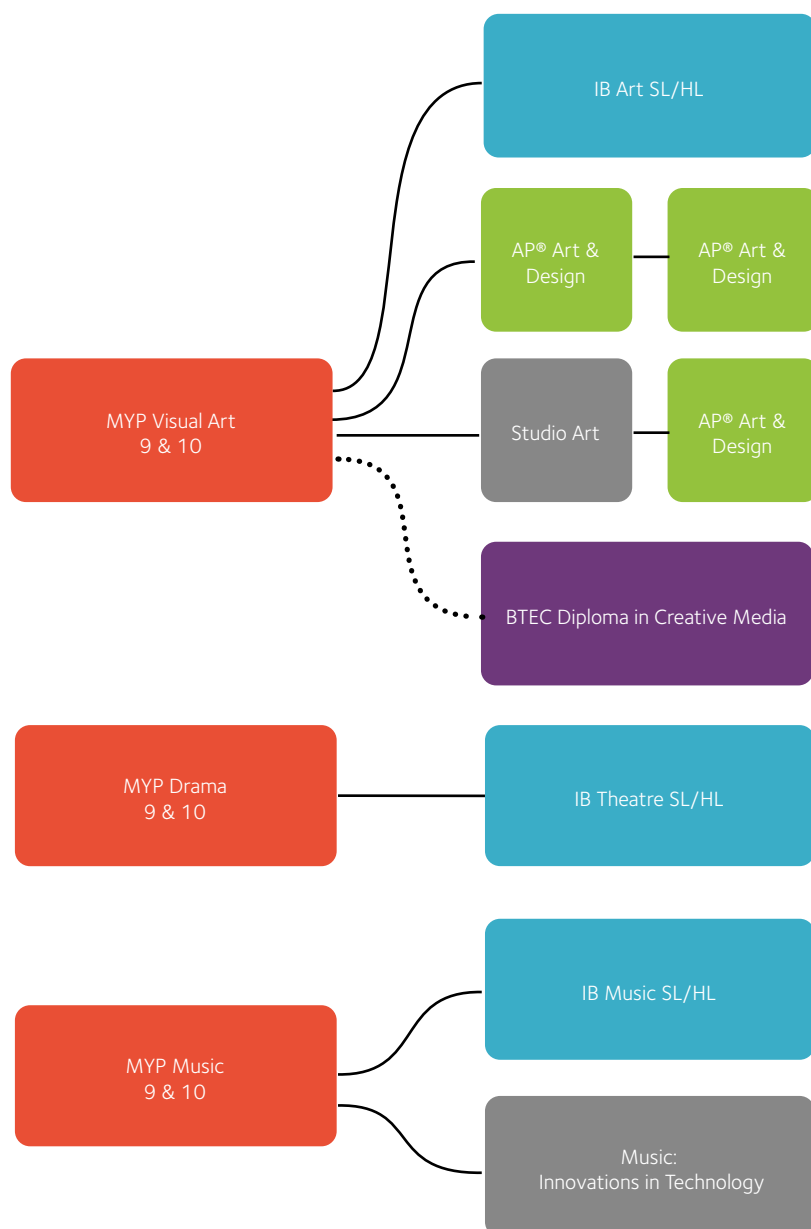 IB Art SL/HL
AP® Art &
Design
AP® Art &
Design
MYP Visual Art
9 & 10
Studio Art
AP® Art &
Design
BTEC Diploma in Creative Media
MYP Drama
9 & 10
IB Theatre SL/HL
IB Music SL/HL
MYP Music
9 & 10
Music:
Innovations in Technology